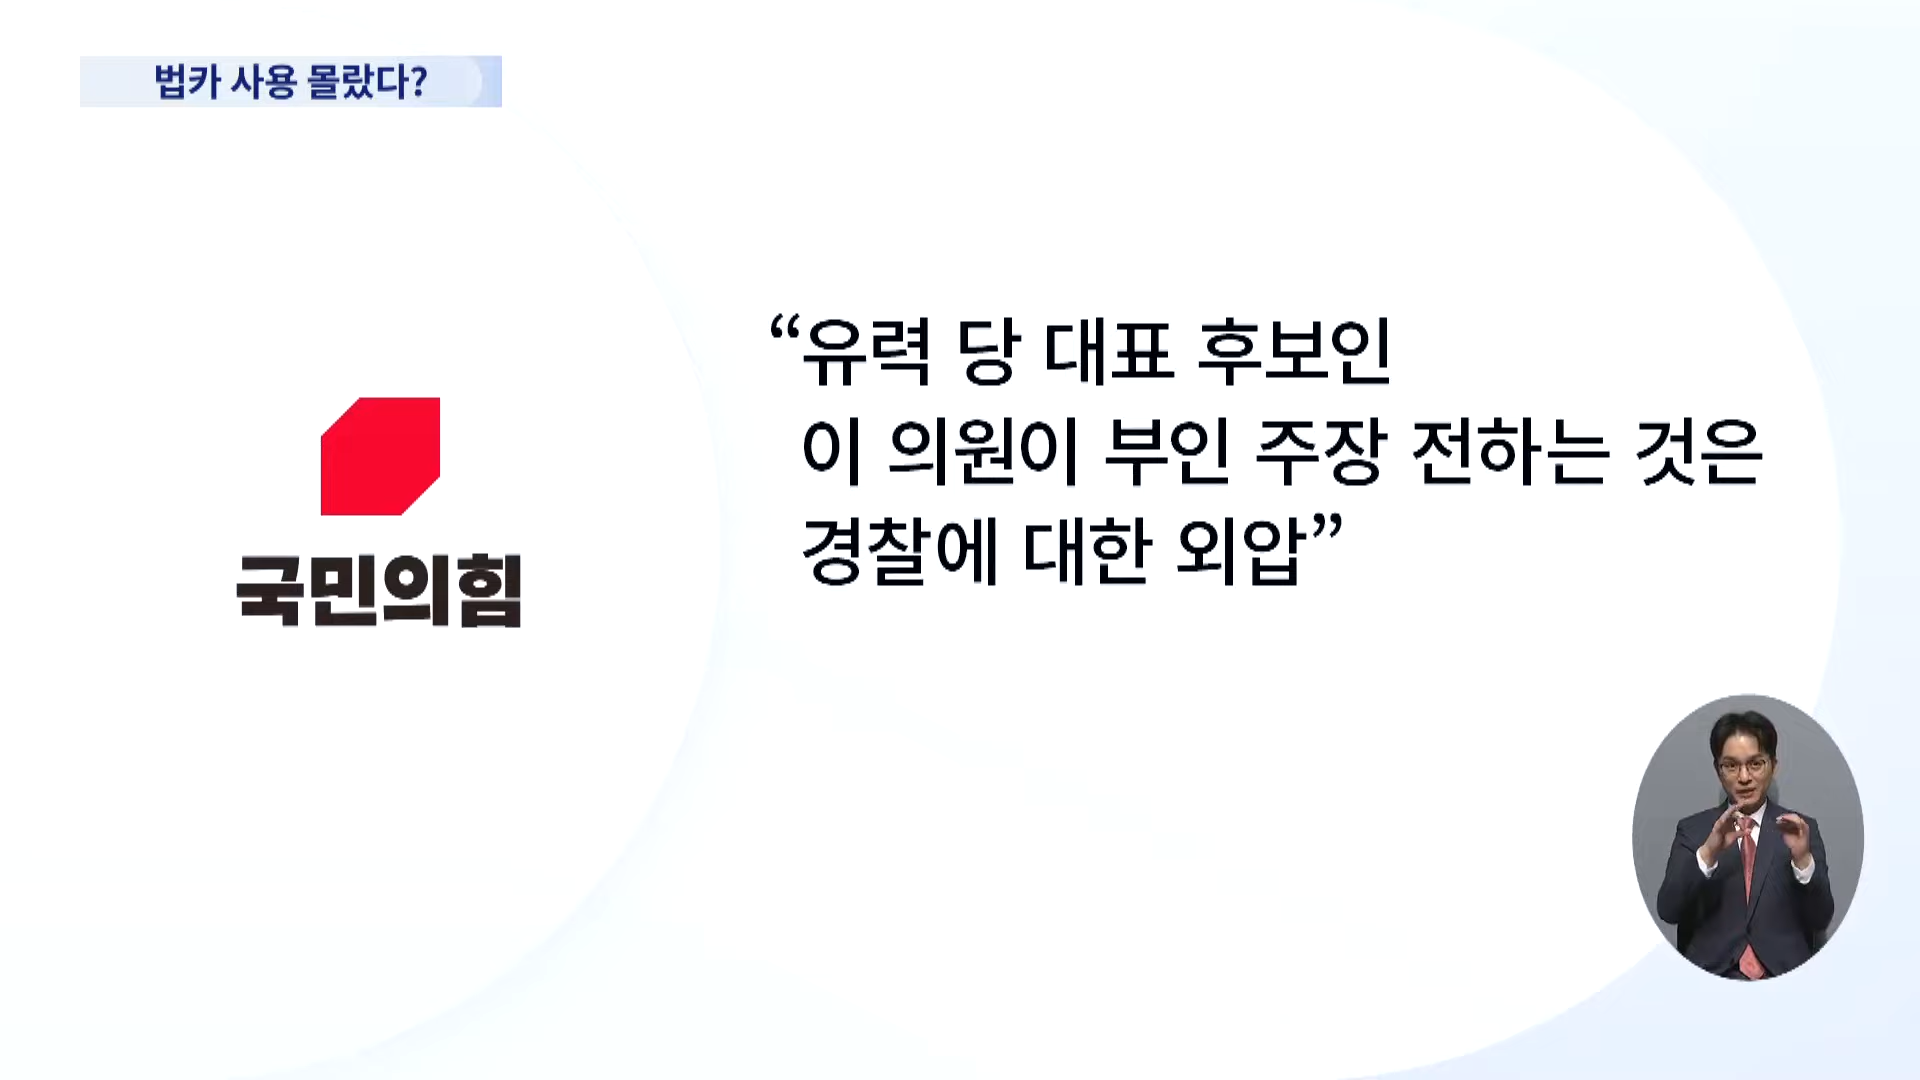 법카 사용 몰랐다?
“유력 당 대표 후보인
이 의원이 부인 주장 전하는 것은
경찰에 대한 외압”
국민의힘